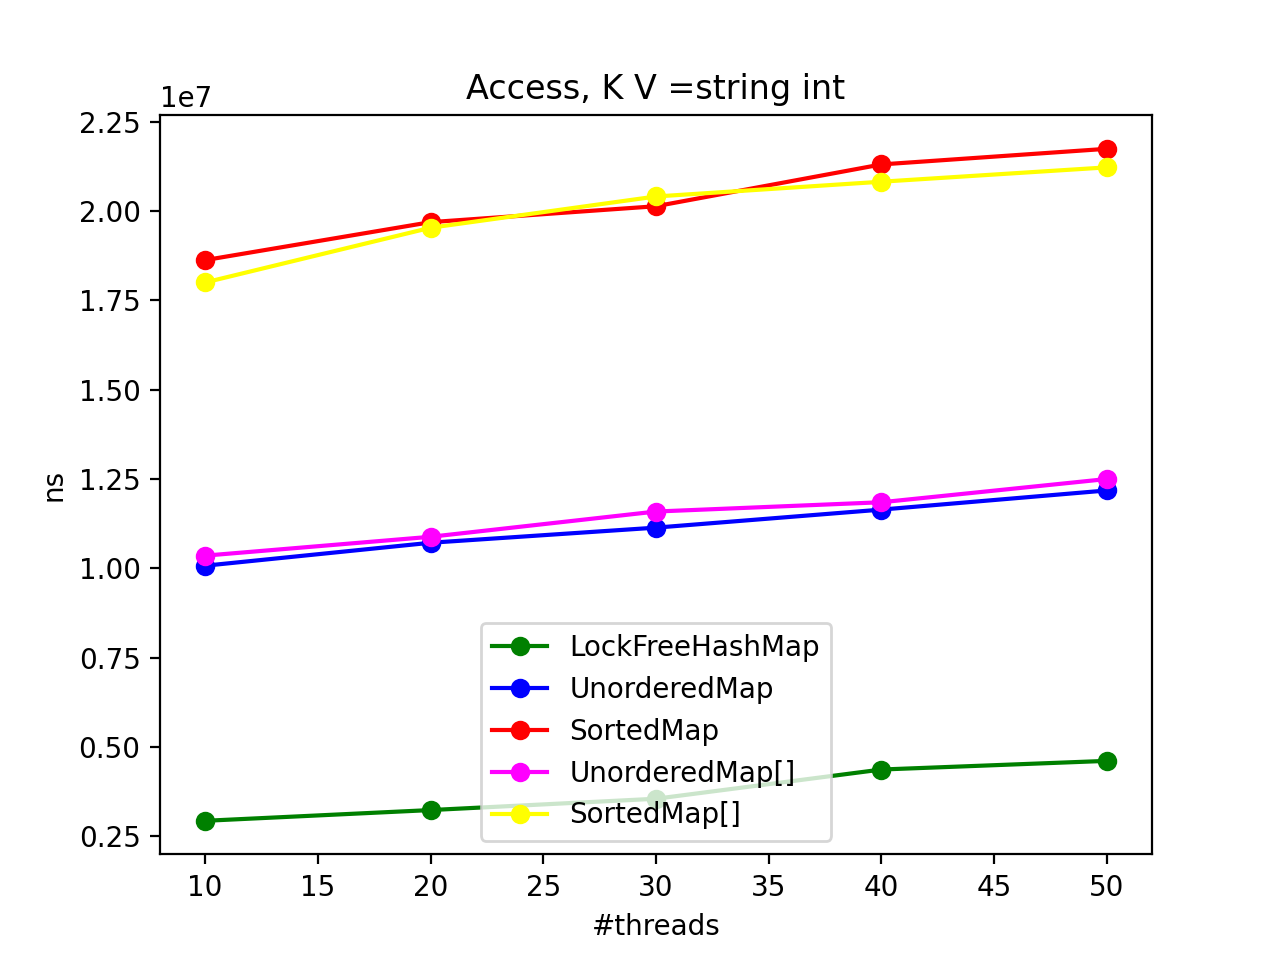 Access, K V =string int
1e7
2.25
2.00
1.75
1.50
1.25
1.00
0.75
0.50
0.25
ns
LockFreeHashMap
UnorderedMap
SortedMap
UnorderedMap[]
SortedMap[]
10 15 20 25 30 35 40 45 50
#threads